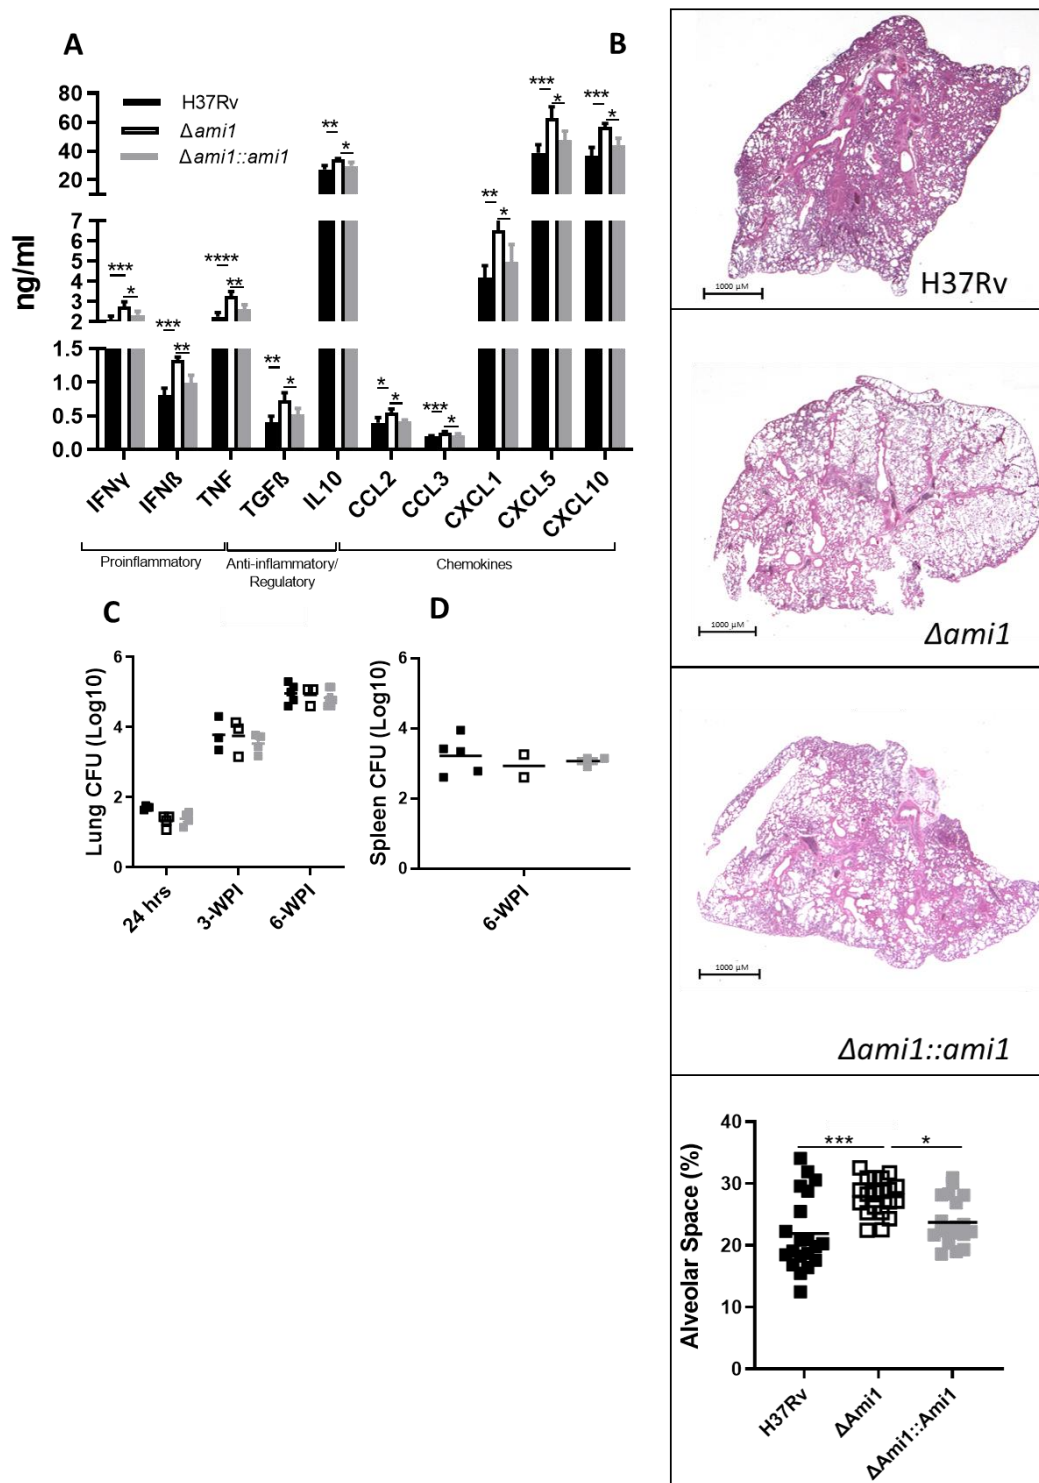 A
B
H37Rv
Δami1
Δami1::ami1
80
60
40
20
7
6
5
4
3
2
1.5
1.0
0.5
0.0
ng/ml
*** * *** ** **** ** ** * ** * * * *** * ** * *** * *** *
IFNγ IFNß TNF TGFß IL10 CCL2 CCL3 CXCL1 CXCL5 CXCL10
Proinflammatory
Anti-inflammatory/
Regulatory
Chemokines
C
Lung CFU (Log10)
6
4
2
0
24 hrs 3-WPI 6-WPI
D
Spleen CFU (Log10)
6
4
2
0
6-WPI
1000 µM
H37Rv
1000 µM
Δami1
1000 µM
Δami1::ami1
Alveolar Space (%)
40
30
20
10
0
*** *
H37Rv ΔAmi1 ΔAmi1::Ami1